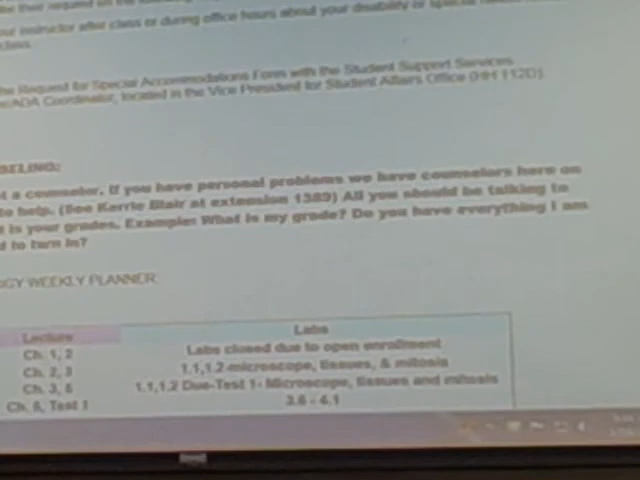 their request
our instructor after class or during office hours about your disability or special
class.
he Request for Special Accommodations Form with the Student Support Services
e/ADA Coordinator, located in the Vice President for Student Affairs Office (HH 112D).
SELING:
t a counselor. If you have personal problems we have counselors here on
to help. (See Kerrie Blair at extension 1389) All you should be talking to
t is your grades. Example: What is my grade? Do you have everything I am
d to turn in?
OGY WEEKLY PLANNER
Lecture Labs
Ch. 1, 2 Labs closed due to open enrollment
Ch. 2, 3 1.1,1.2-microscope, tissues, & mitosis
Ch. 3, 5 1.1,1.2 Due-Test 1- Microscope, tissues and mitosis
Ch. 5, Test 1 3.6 - 4.1